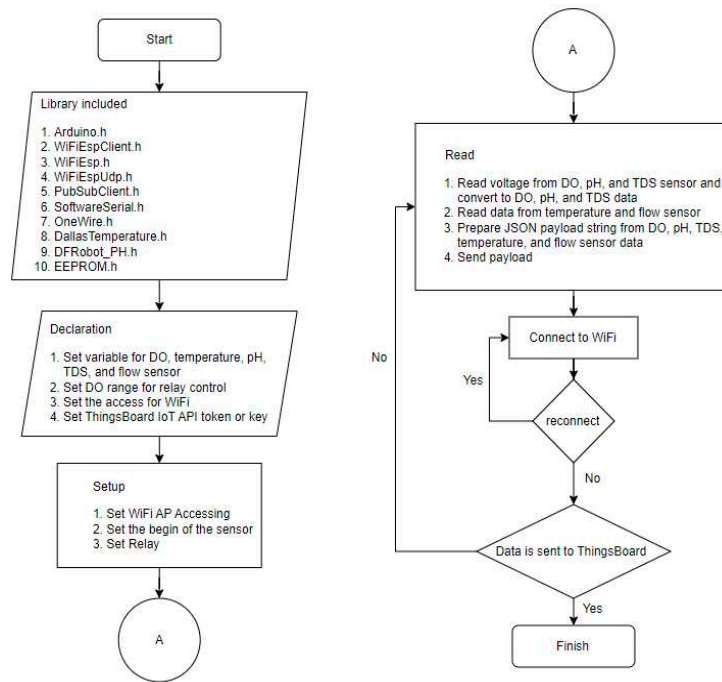 Start
Library included
1. Arduino.h
2. WiFiEspClient.h
3. WiFiEsp.h
4. WiFiEspUdp.h
5. PubSubClient.h
6. SoftwareSerial.h
7. OneWire.h
8. DallasTemperature.h
9. DFRobot_PH.h
10. EEPROM.h
Declaration
1. Set variable for DO, temperature, pH,
TDS, and flow sensor
2. Set DO range for relay control
3. Set the access for WiFi
4. Set ThingsBoard IoT API token or key
Setup
1. Set WiFi AP Accessing
2. Set the begin of the sensor
3. Set Relay
A
A
Read
1. Read voltage from DO, pH, and TDS sensor and
convert to DO, pH, and TDS data
2. Read data from temperature and flow sensor
3. Prepare JSON payload string from DO, pH, TDS,
temperature, and flow sensor data
4. Send payload
Connect to WiFi
No
Yes
reconnect
No
Data is sent to ThingsBoard
Yes
Finish